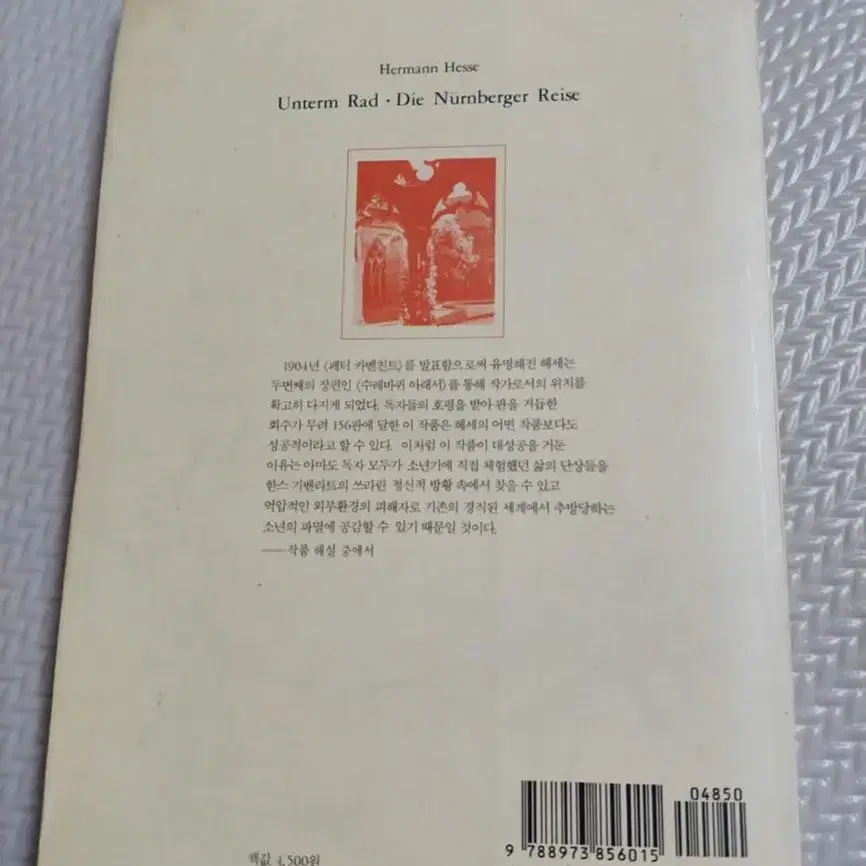 Hermann Hesse
Unterm Rad · Die Nürnberger Reise
1904년 〈페터 카멘친트〉를 발표함으로써 유명해진 헤세는
두번째의 장편인 〈수레바퀴 아래서〉를 통해 작가로서의 위치를
확고히 다지게 되었다. 독자들의 호평을 받아 판을 거듭한
회수가 무려 156판에 달한 이 작품은 헤세의 어떤 작품보다도
성공적이라고 할 수 있다. 이처럼 이 작품이 대성공을 거둔
이유는 아마도 독자 모두가 소년기에 직접 체험했던 삶의 단상들을
한스 기벤라트의 쓰라린 정신적 방황 속에서 찾을 수 있고
억압적인 외부환경의 피해자로 기존의 경직된 세계에서 추방당하는
소년의 파멸에 공감할 수 있기 때문일 것이다.
──작품 해설 중에서
04850
9 788973 856015
책값 4,500원